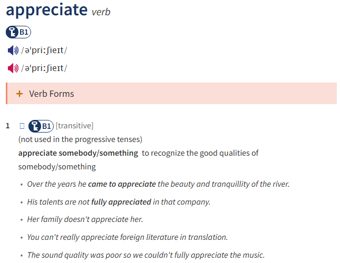 appreciate verb
B1
/əˈpriːʃieɪt/
/əˈpriːʃieɪt/
+ Verb Forms
1 B1 [transitive]
(not used in the progressive tenses)
appreciate somebody/something to recognize the good qualities of
somebody/something
• Over the years he came to appreciate the beauty and tranquillity of the river.
• His talents are not fully appreciated in that company.
• Her family doesn't appreciate her.
• You can't really appreciate foreign literature in translation.
• The sound quality was poor so we couldn't fully appreciate the music.